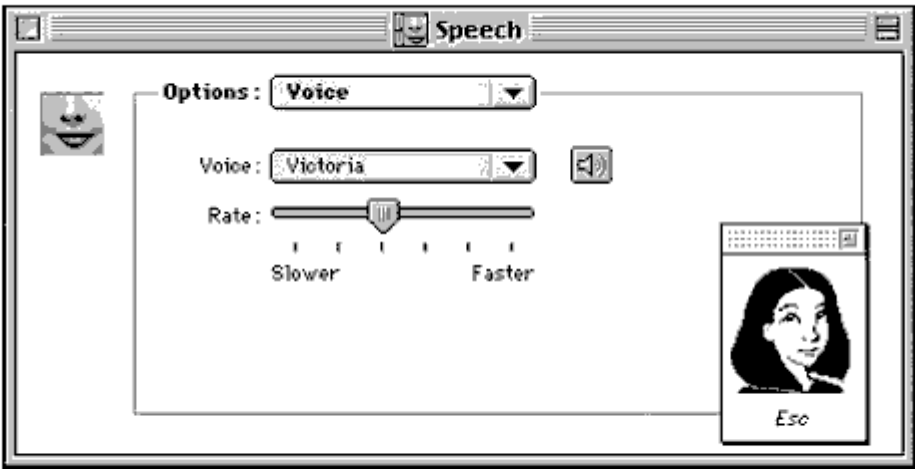 Speech
Options: Voice
Voice: Victoria
Rate:
Slower Faster
Esc